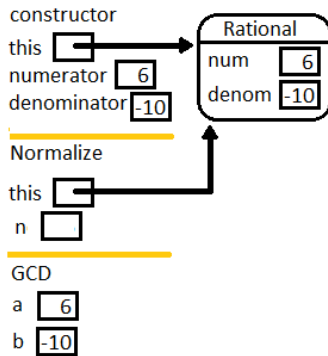 constructor
this
numerator 6
denominator -10
Rational
num 6
denom -10
Normalize
this
n
GCD
a 6
b -10